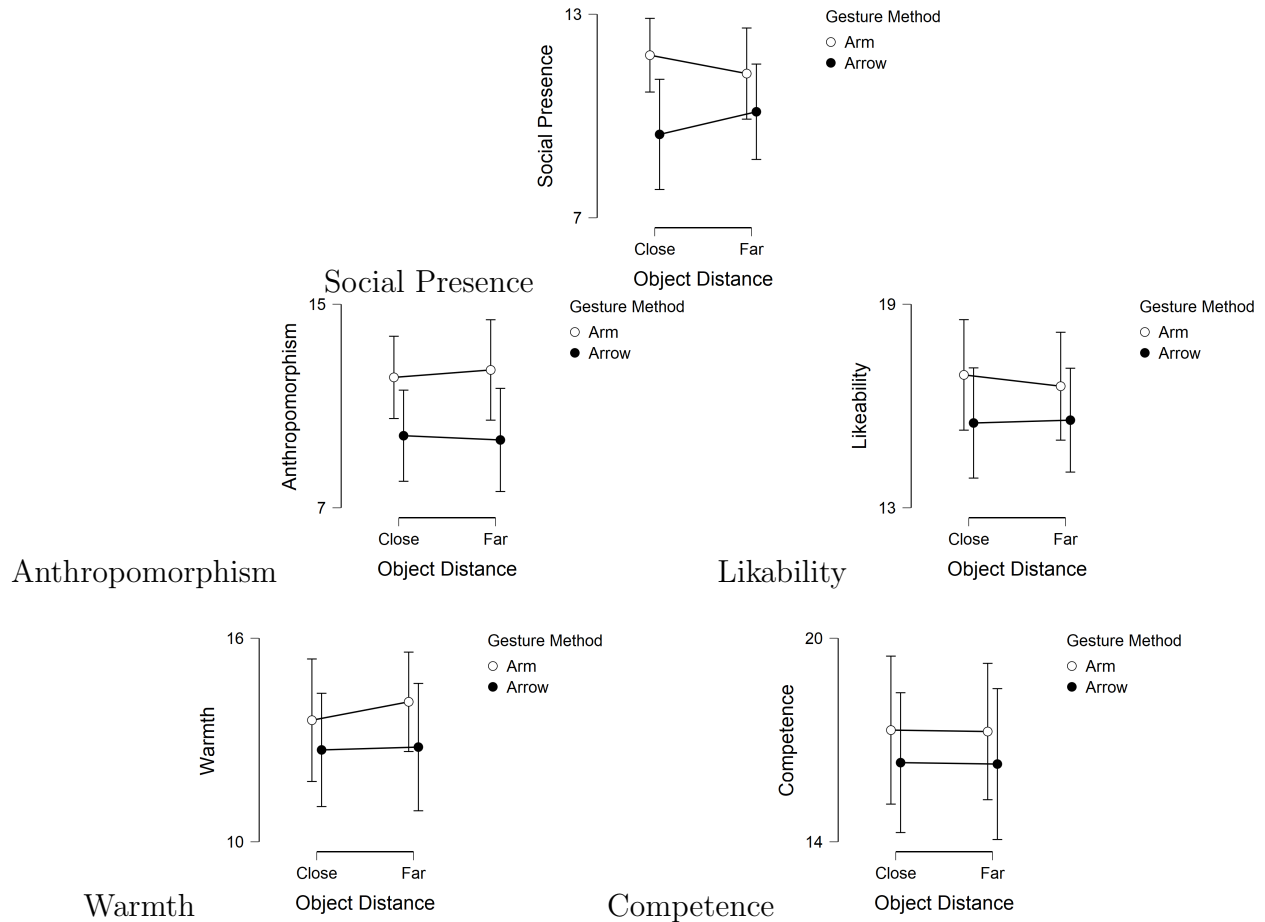 13
7
Social Presence
Close Far
Object Distance
Gesture Method
Arm
Arrow
Social Presence
15
7
Anthropomorphism
Close Far
Object Distance
Gesture Method
Arm
Arrow
Anthropomorphism
19
13
Likeability
Close Far
Object Distance
Gesture Method
Arm
Arrow
Likability
16
10
Warmth
Close Far
Object Distance
Gesture Method
Arm
Arrow
Warmth
20
14
Competence
Close Far
Object Distance
Gesture Method
Arm
Arrow
Competence